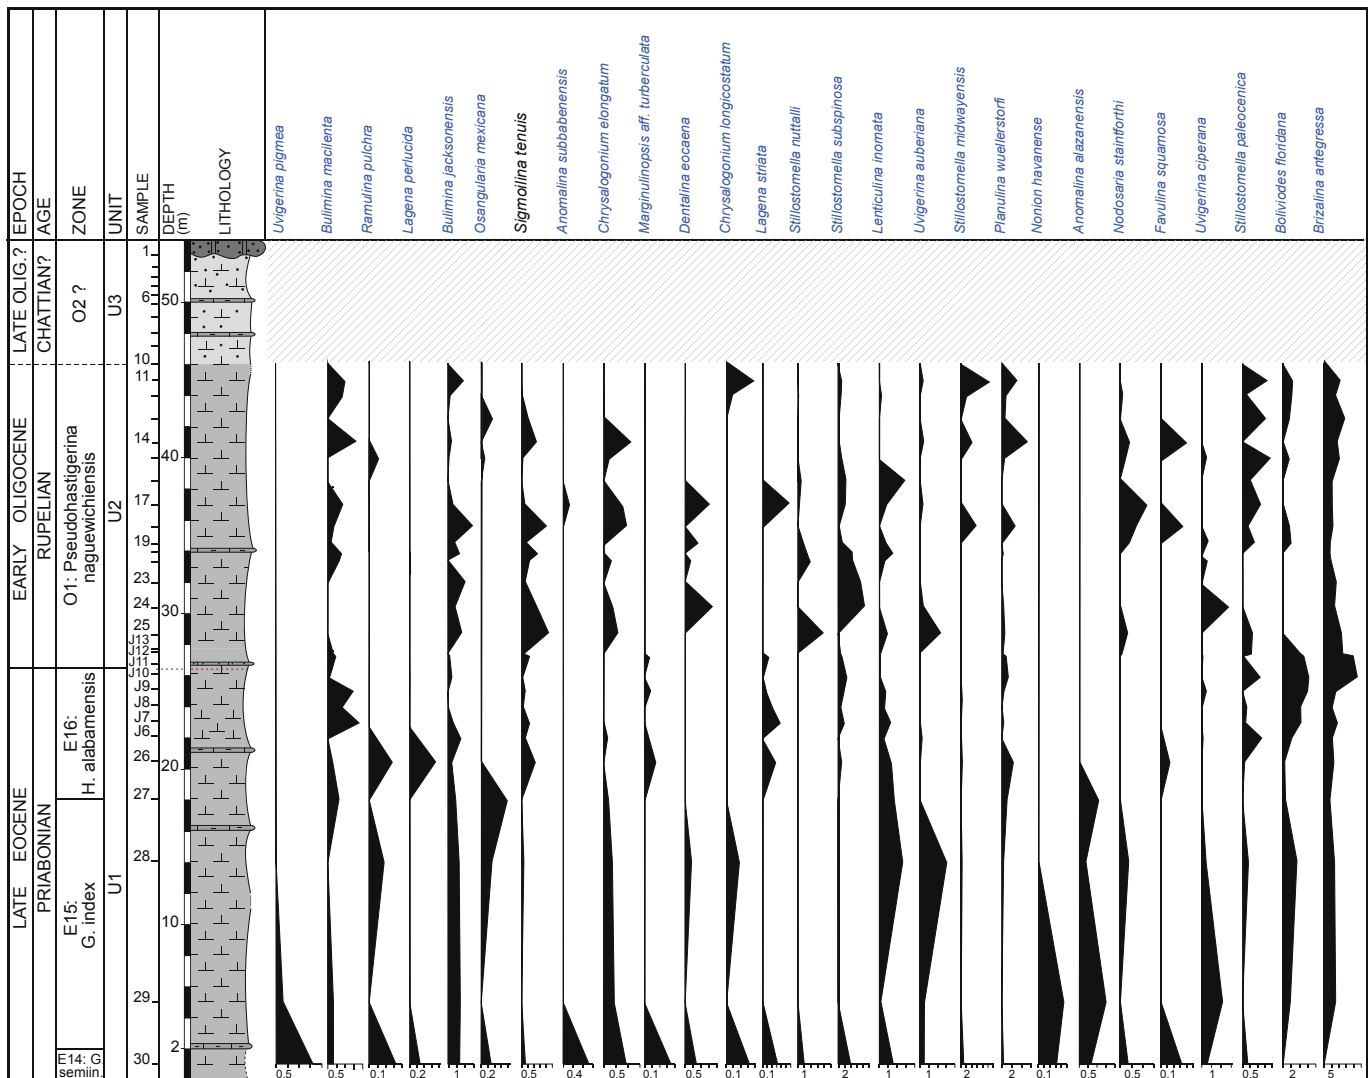 EPOCH
AGE
ZONE
UNIT
SAMPLE
DEPTH
(m)
LITHOLOGY
Uvigerina pigmea
Bulimina macilenta
Ramulina pulchra
Lagena perlucida
Bulimina jacksonensis
Osangularia mexicana
Sigmoilina tenuis
Anomalina subbabenensis
Chrysalogonium elongatum
Marginulinopsis aff. turberculata
Dentalina eocaena
Chrysalogonium longicostatum
Lagena striata
Stillostomella nuttalli
Stillostomella subspinosa
Lenticulina inornata
Uvigerina auberiana
Stillostomella midwayensis
Planulina wuellerstorfi
Nonion havanense
Anomalina alazanensis
Nodosaria stainforthi
Favulina squamosa
Uvigerina ciperana
Stillostomella paleocenica
Boliviodes floridana
Brizalina antegressa
LATE OLIG.?
CHATTIAN?
O2 ?
U3
EARLY OLIGOCENE
RUPELIAN
O1: Pseudohastigerina
naguewichiensis
U2
LATE EOCENE
PRIABONIAN
E16:
H. alabamensis
E15:
G. index
E14: G.
semiin.
U1
1
6
10
11
14
17
19
23
24
25
J13
J12
J11
J10
J9
J8
J7
J6
26
27
28
29
30
50
40
30
20
10
2
0.5 0.5 0.1 0.2 1 0.2 0.5 0.4 0.5 0.1 0.5 0.1 0.1 1 2 1 1 2 2 0.1 0.5 0.5 0.1 1 0.5 2 5